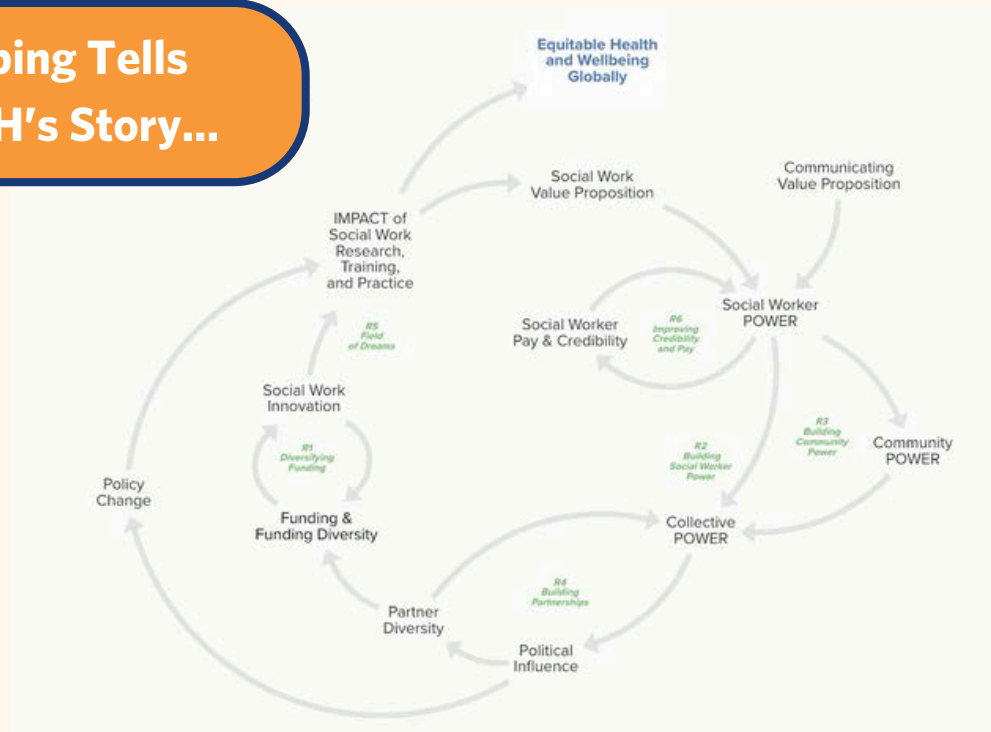 ping Tells
H's Story...
Equitable Health
and Wellbeing
Globally
Social Work
Value Proposition
Communicating
Value Proposition
IMPACT of
Social Work
Research,
Training,
and Practice
Social Worker
POWER
Social Worker
Pay & Credibility
R6
Improving
Credibility
and Pay
R5
Field
of Dreams
Social Work
Innovation
R1
Diversifying
Funding
R3
Building
Community
Power
Community
POWER
R2
Building
Social Worker
Power
Policy
Change
Funding &
Funding Diversity
Collective
POWER
R4
Building
Partnerships
Partner
Diversity
Political
Influence